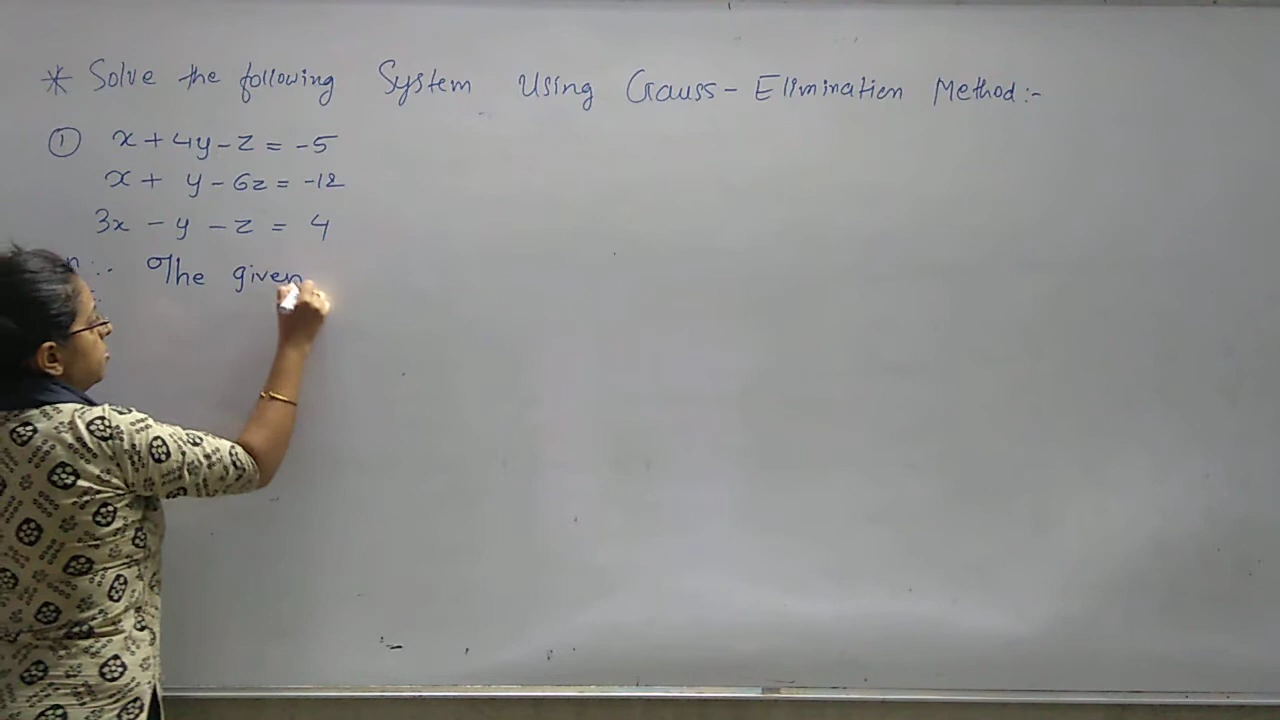 * Solve the following System Using Gauss-Elimination Method:-
① x + 4y - z = -5
x + y - 6z = -12
3x - y - z = 4
n :- The given